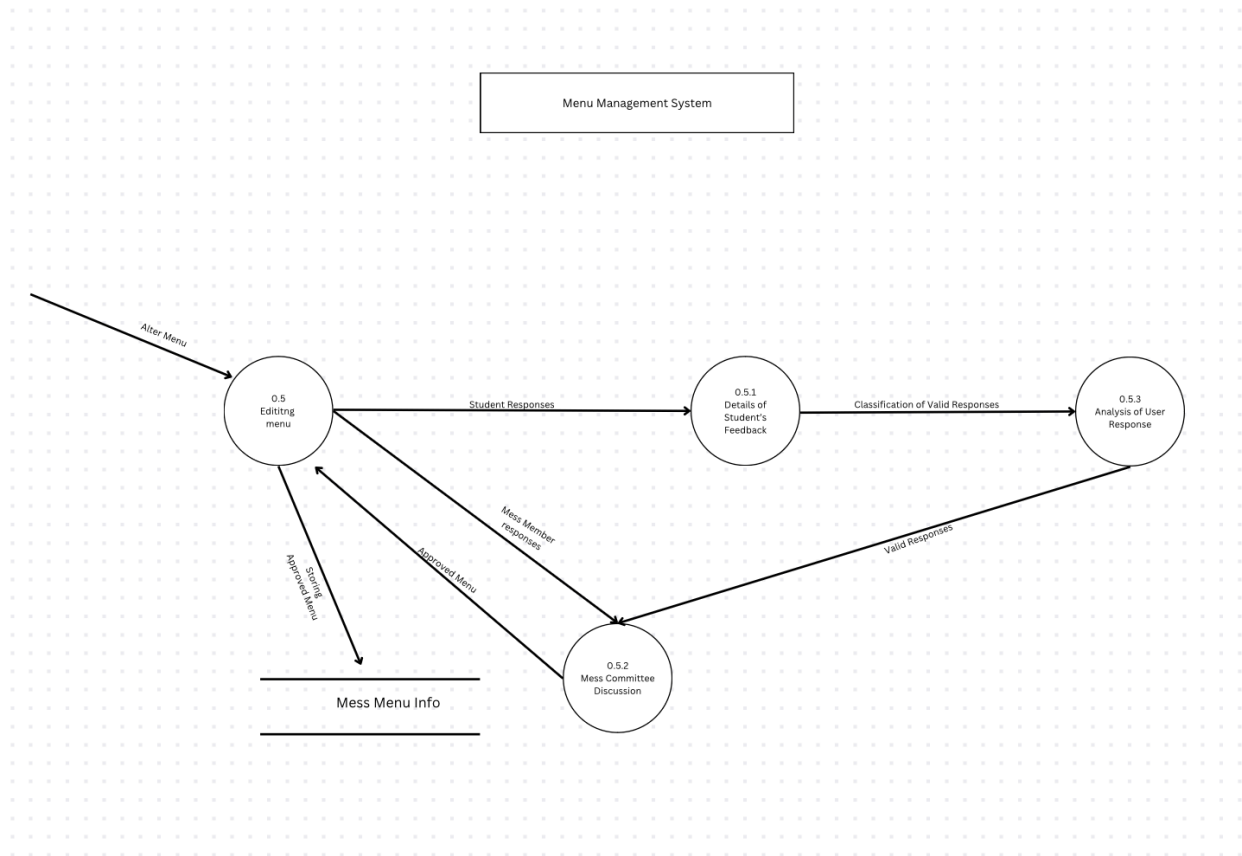 Menu Management System
Alter Menu
0.5
Edititng
menu
Student Responses
0.5.1
Details of
Student's
Feedback
Classification of Valid Responses
0.5.3
Analysis of User
Response
Mess Member
responses
Valid Responses
Approved Menu
Storing
Approved Menu
0.5.2
Mess Committee
Discussion
Mess Menu Info